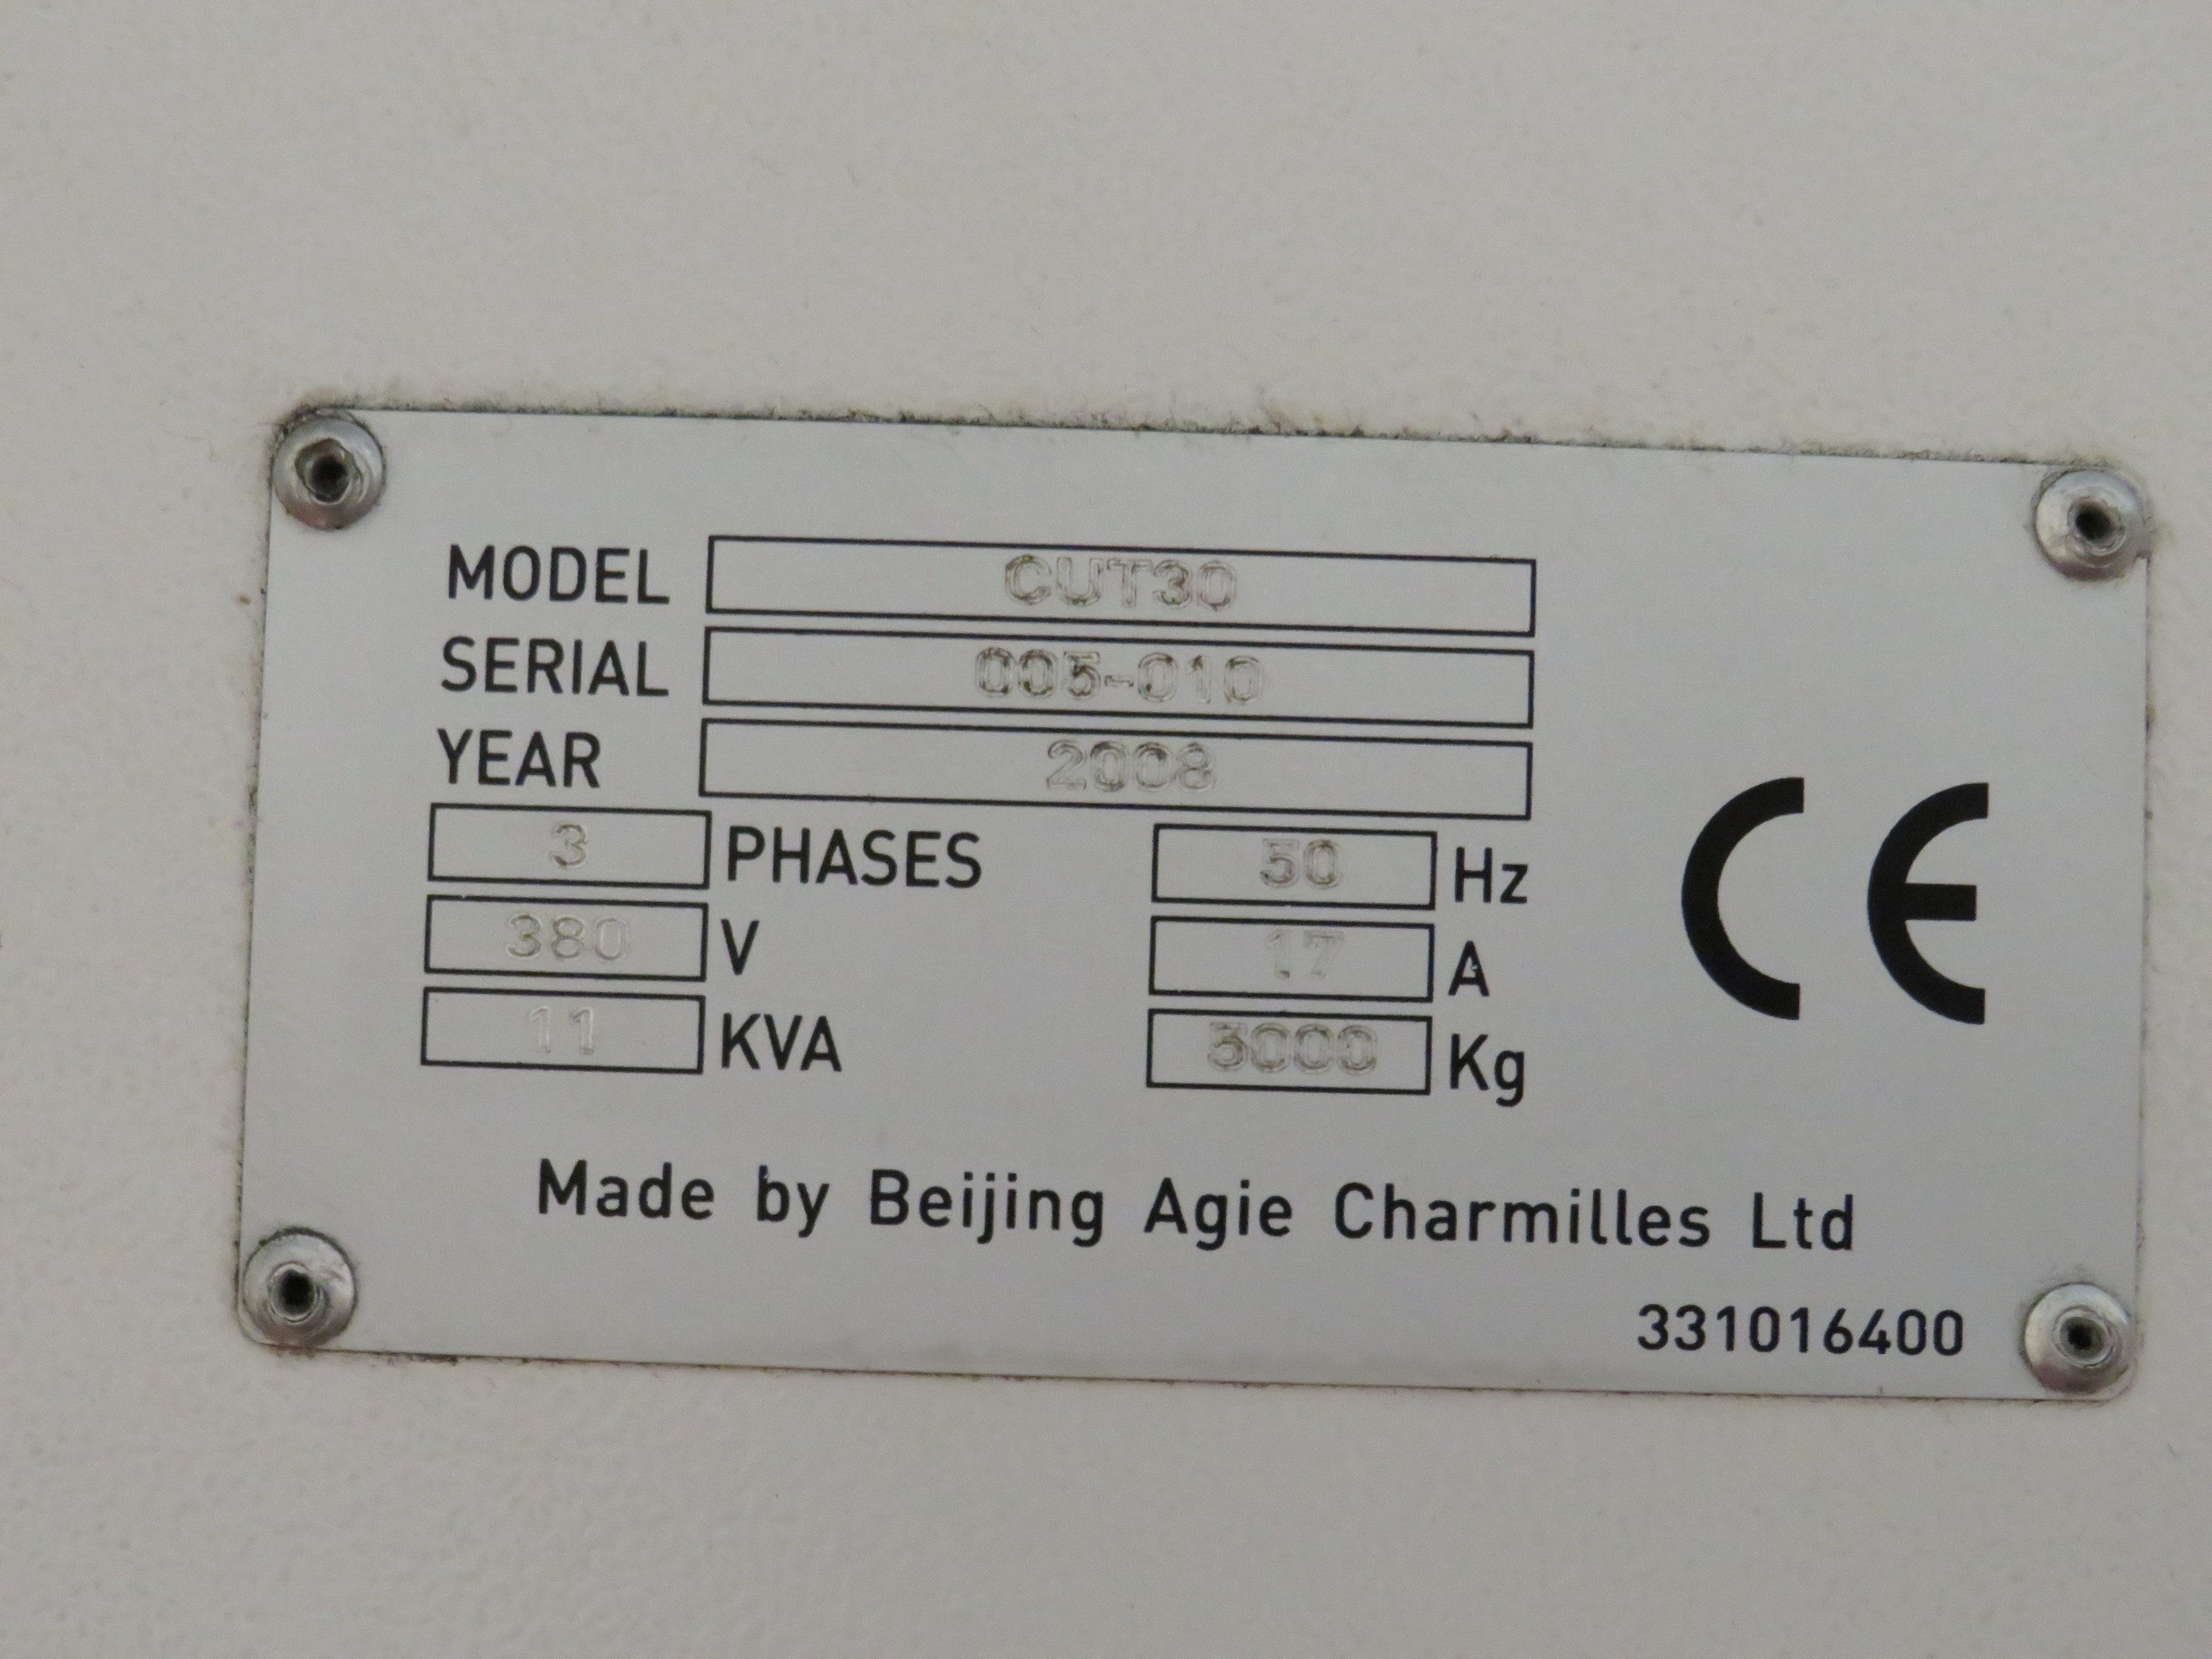 MODEL CUT30
SERIAL 005-010
YEAR 2008
3 PHASES 50 Hz
380 V 17 A
11 KVA Kg
CE
Made by Beijing Agie Charmilles Ltd
331016400